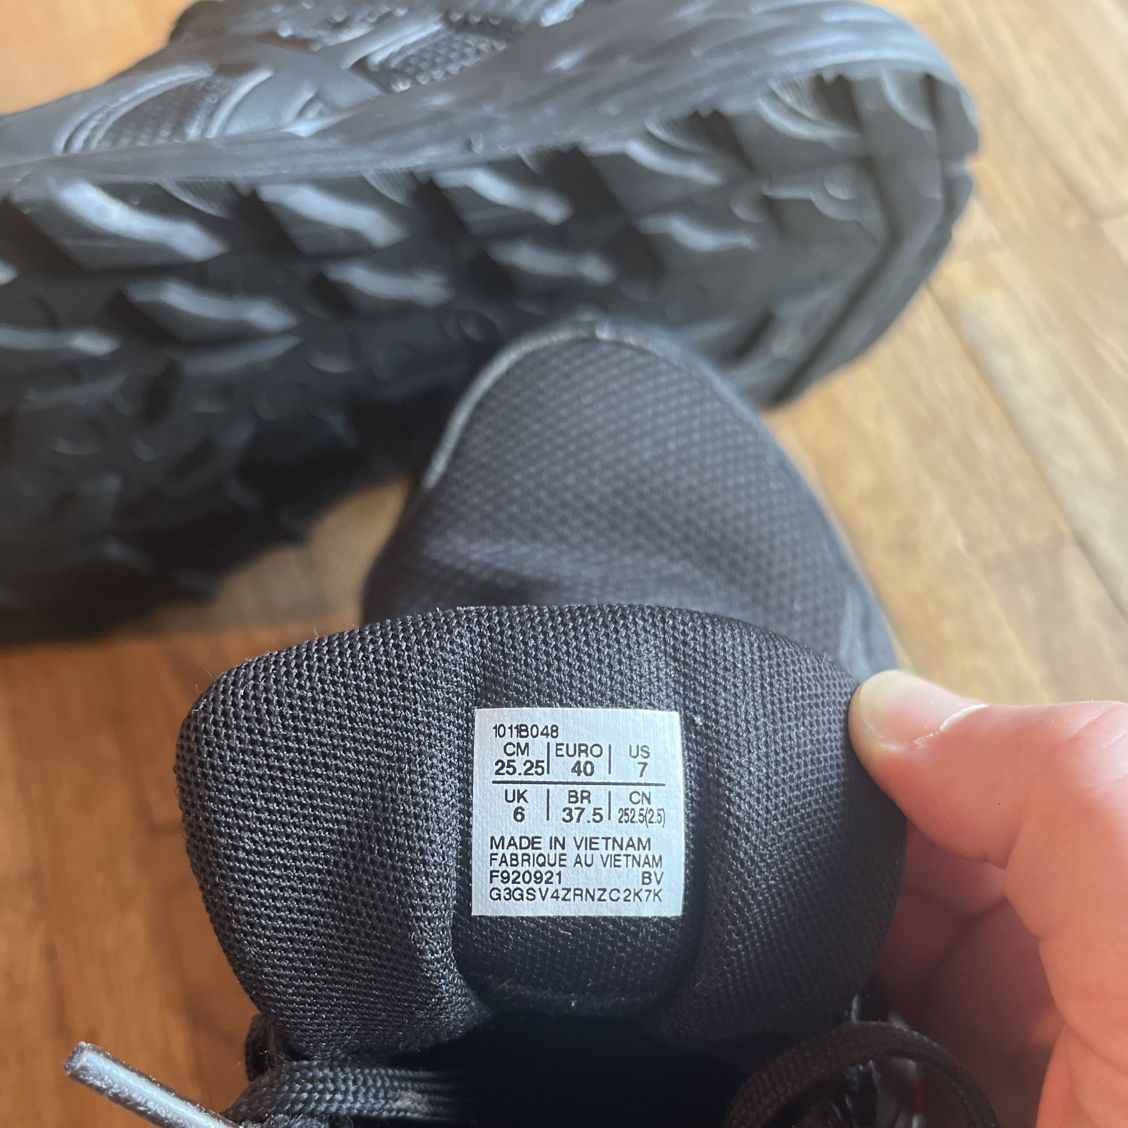 1011B048
CM | EURO | US
25.25 | 40 | 7
UK | BR | CN
6 | 37.5 | 252.5(2.5)
MADE IN VIETNAM
FABRIQUE AU VIETNAM
F920921 BV
G3GSV4ZRNZC2K7K